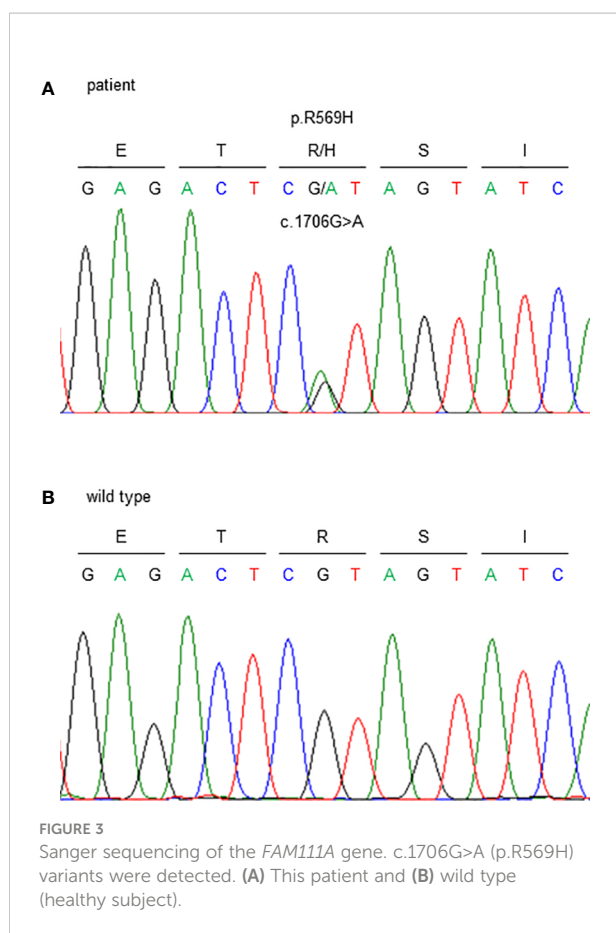 A patient
p.R569H
E T R/H S I
G A G A C T C G/A T A G T A T C
c.1706G>A
B wild type
E T R S I
G A G A C T C G T A G T A T C
FIGURE 3
Sanger sequencing of the FAM111A gene. c.1706G>A (p.R569H)
variants were detected. (A) This patient and (B) wild type
(healthy subject).